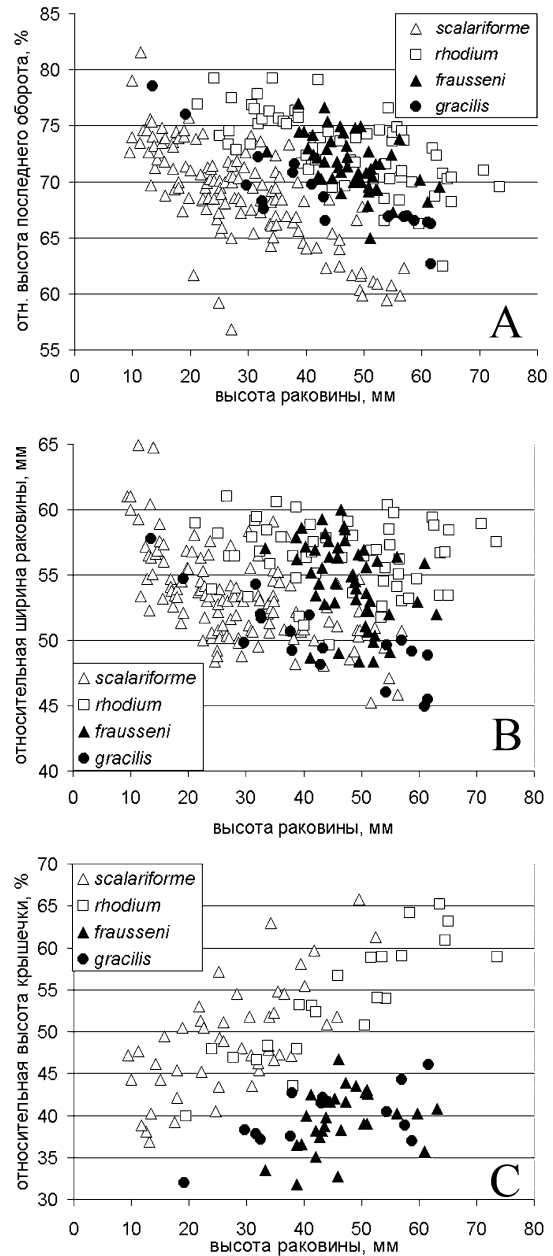 85
80
75
70
65
60
55
отн. высота последнего оборота, %
scalariforme
rhodium
frausseni
gracilis
A
0 10 20 30 40 50 60 70 80
высота раковины, мм
65
60
55
50
45
40
относительная ширина раковины, мм
scalariforme
rhodium
frausseni
gracilis
B
0 10 20 30 40 50 60 70 80
высота раковины, мм
70
65
60
55
50
45
40
35
30
относительная высота крышечки, %
scalariforme
rhodium
frausseni
gracilis
C
0 10 20 30 40 50 60 70 80
высота раковины, мм